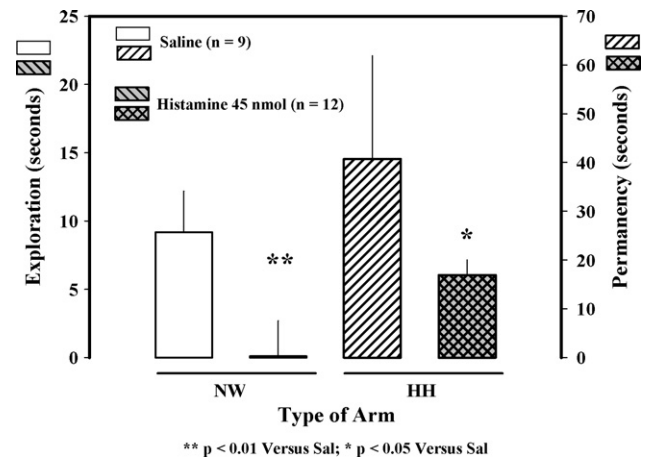 25
20
15
10
5
0
Exploration (seconds)
Saline (n = 9)
Histamine 45 nmol (n = 12)
**
*
70
60
50
40
30
20
10
0
Permanency (seconds)
NW
HH
Type of Arm
** p < 0.01 Versus Sal; * p < 0.05 Versus Sal